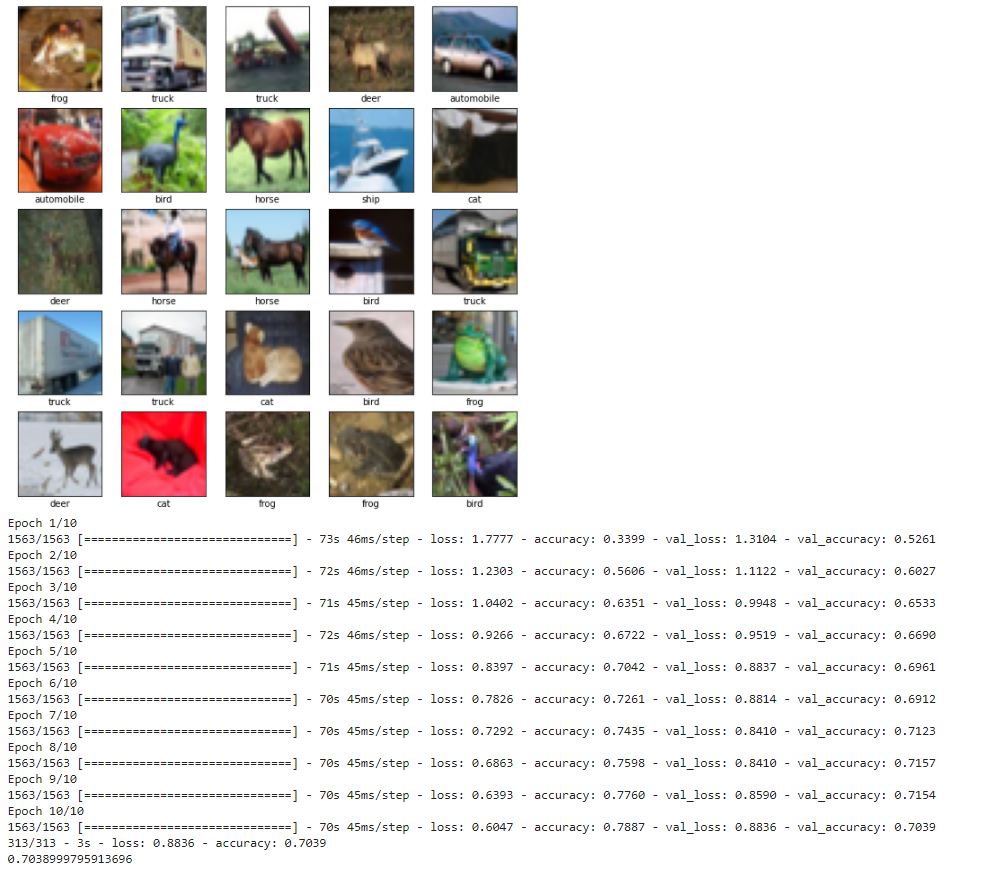 frog truck truck deer automobile
automobile bird horse ship cat
deer horse horse bird truck
truck truck cat bird frog
deer cat frog frog bird
Epoch 1/10
1563/1563 [==============================] - 73s 46ms/step - loss: 1.7777 - accuracy: 0.3399 - val_loss: 1.3104 - val_accuracy: 0.5261
Epoch 2/10
1563/1563 [==============================] - 72s 46ms/step - loss: 1.2303 - accuracy: 0.5606 - val_loss: 1.1122 - val_accuracy: 0.6027
Epoch 3/10
1563/1563 [==============================] - 71s 45ms/step - loss: 1.0402 - accuracy: 0.6351 - val_loss: 0.9948 - val_accuracy: 0.6533
Epoch 4/10
1563/1563 [==============================] - 72s 46ms/step - loss: 0.9266 - accuracy: 0.6722 - val_loss: 0.9519 - val_accuracy: 0.6690
Epoch 5/10
1563/1563 [==============================] - 71s 45ms/step - loss: 0.8397 - accuracy: 0.7042 - val_loss: 0.8837 - val_accuracy: 0.6961
Epoch 6/10
1563/1563 [==============================] - 70s 45ms/step - loss: 0.7826 - accuracy: 0.7261 - val_loss: 0.8814 - val_accuracy: 0.6912
Epoch 7/10
1563/1563 [==============================] - 70s 45ms/step - loss: 0.7292 - accuracy: 0.7435 - val_loss: 0.8410 - val_accuracy: 0.7123
Epoch 8/10
1563/1563 [==============================] - 70s 45ms/step - loss: 0.6863 - accuracy: 0.7598 - val_loss: 0.8410 - val_accuracy: 0.7157
Epoch 9/10
1563/1563 [==============================] - 70s 45ms/step - loss: 0.6393 - accuracy: 0.7760 - val_loss: 0.8590 - val_accuracy: 0.7154
Epoch 10/10
1563/1563 [==============================] - 70s 45ms/step - loss: 0.6047 - accuracy: 0.7887 - val_loss: 0.8836 - val_accuracy: 0.7039
313/313 - 3s - loss: 0.8836 - accuracy: 0.7039
0.7038999795913696